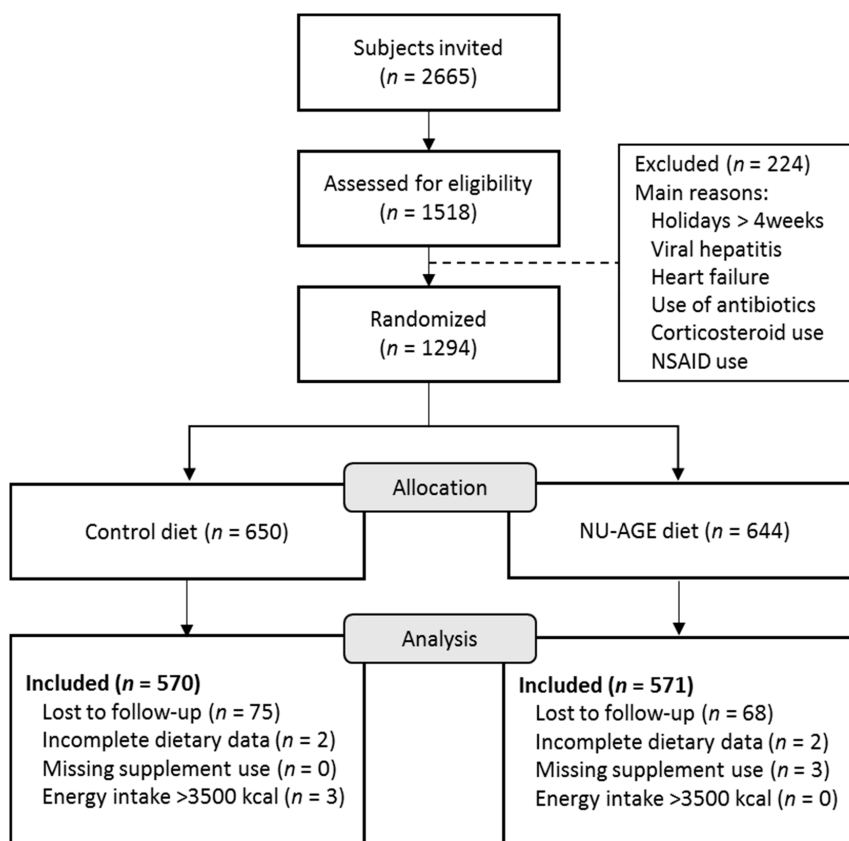 Subjects invited
(n = 2665)
Assessed for eligibility
(n = 1518)
Excluded (n = 224)
Main reasons:
Holidays > 4weeks
Viral hepatitis
Heart failure
Use of antibiotics
Corticosteroid use
NSAID use
Randomized
(n = 1294)
Allocation
Control diet (n = 650)
NU-AGE diet (n = 644)
Analysis
Included (n = 570)
Lost to follow-up (n = 75)
Incomplete dietary data (n = 2)
Missing supplement use (n = 0)
Energy intake >3500 kcal (n = 3)
Included (n = 571)
Lost to follow-up (n = 68)
Incomplete dietary data (n = 2)
Missing supplement use (n = 3)
Energy intake >3500 kcal (n = 0)